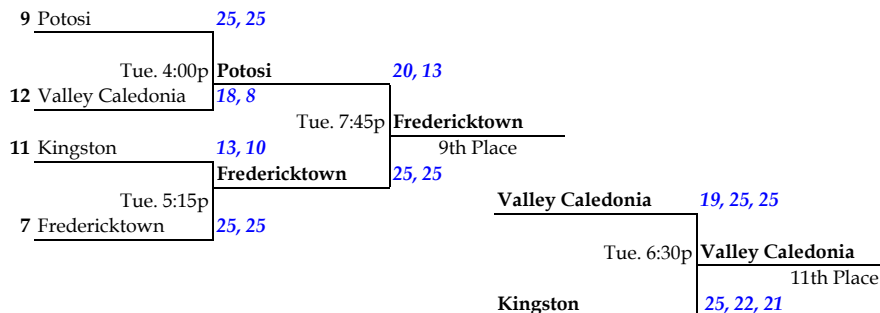 9 Potosi 25, 25
Tue. 4:00p Potosi 20, 13
12 Valley Caledonia 18, 8
Tue. 7:45p Fredericktown
11 Kingston 13, 10 9th Place
Fredericktown 25, 25
Tue. 5:15p Valley Caledonia 19, 25, 25
7 Fredericktown 25, 25
Tue. 6:30p Valley Caledonia
11th Place
Kingston 25, 22, 21